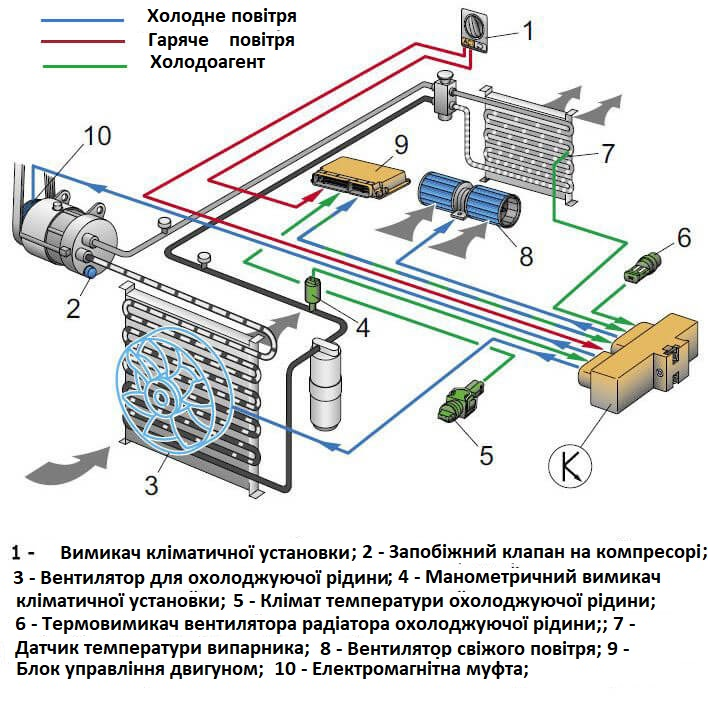 Холодне повітря
Гаряче повітря
Холодоагент
1
10
9
7
8
6
2
4
3
5
K
1 - Вимикач кліматичної установки; 2 - Запобіжний клапан на компресорі;
3 - Вентилятор для охолоджуючої рідини; 4 - Манометричний вимикач
кліматичної установки; 5 - Клімат температури охолоджуючої рідини;
6 - Термовимикач вентилятора радіатора охолоджуючої рідини;; 7 -
Датчик температури випарника; 8 - Вентилятор свіжого повітря; 9 -
Блок управління двигуном; 10 - Електромагнітна муфта;